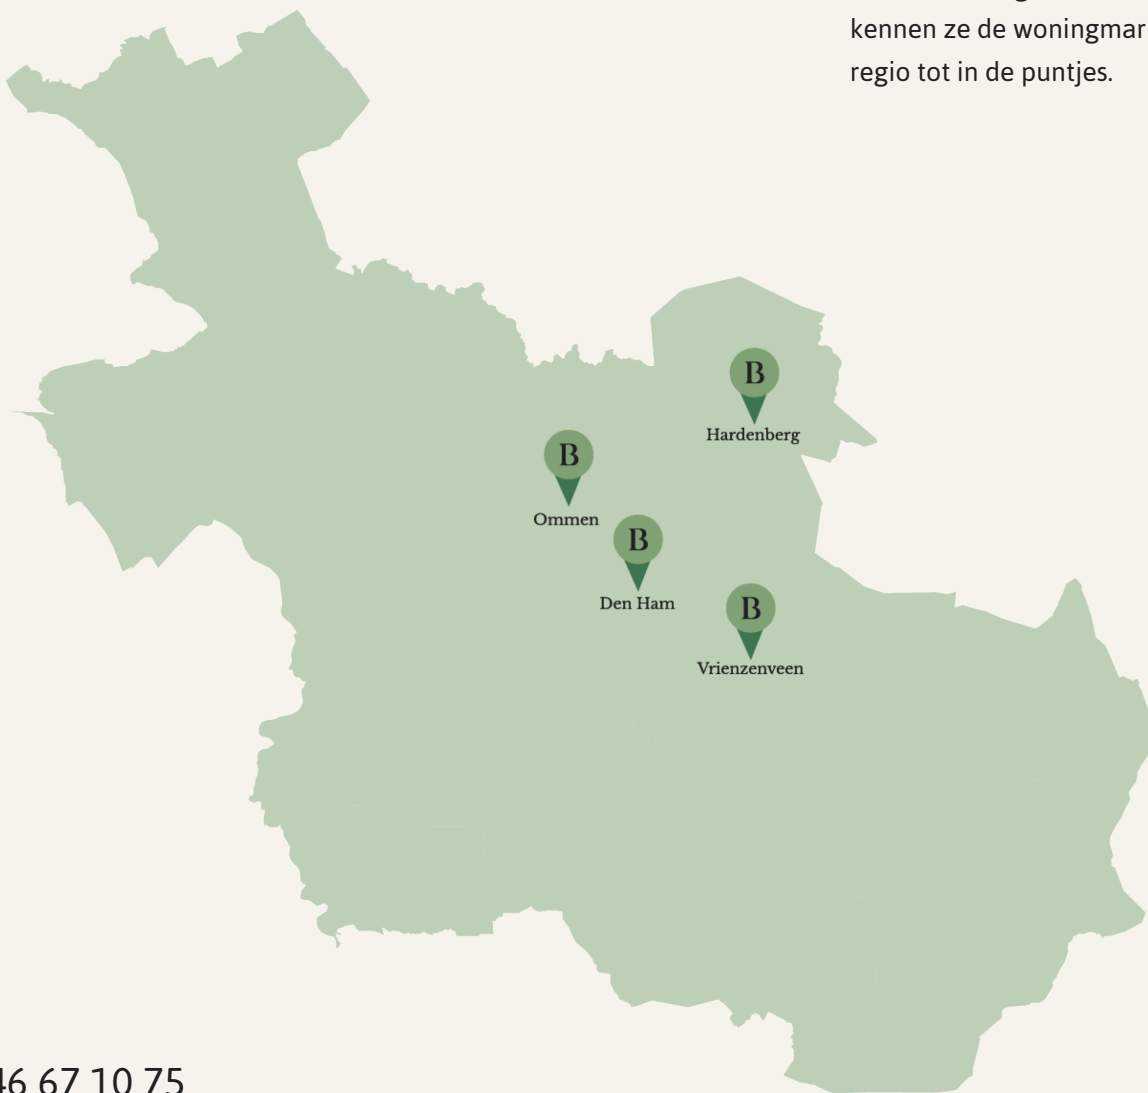 kennen ze de woningmar
regio tot in de puntjes.
B
Hardenberg
B
Ommen
B
Den Ham
B
Vrienzenveen
46 67 10 75